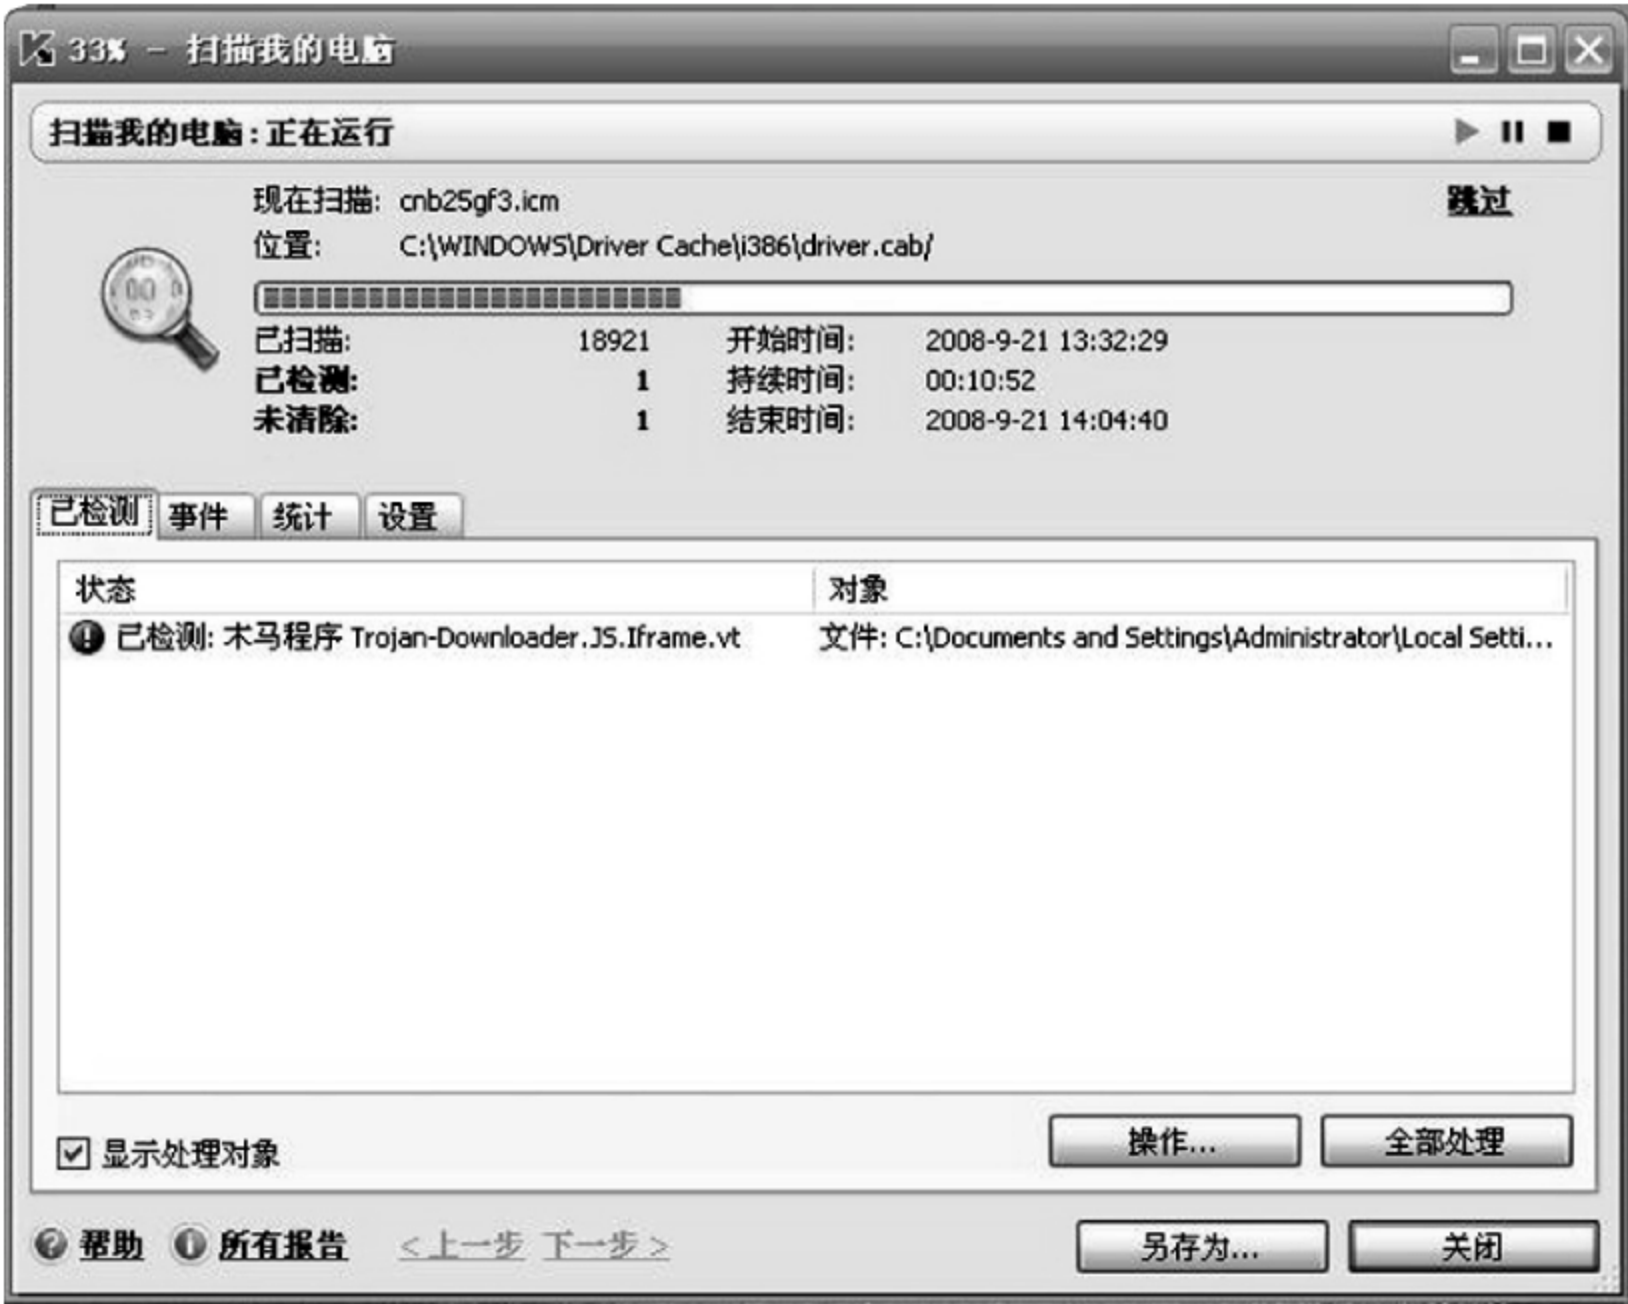 33% - 扫描我的电脑
扫描我的电脑:正在运行
现在扫描: cnb25gf3.icm 跳过
位置: C:\WINDOWS\Driver Cache\i386\driver.cab/
已扫描: 18921 开始时间: 2008-9-21 13:32:29
已检测: 1 持续时间: 00:10:52
未清除: 1 结束时间: 2008-9-21 14:04:40
已检测 事件 统计 设置
状态 对象
已检测: 木马程序 Trojan-Downloader.JS.Iframe.vt 文件: C:\Documents and Settings\Administrator\Local Setti...
显示处理对象 操作... 全部处理
帮助 所有报告 <上一步 下一步> 另存为... 关闭